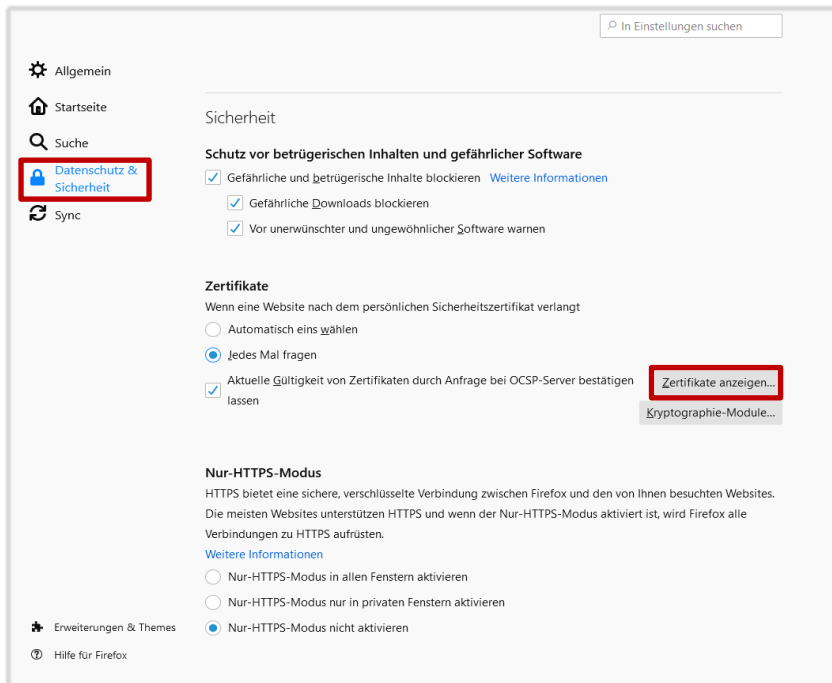 In Einstellungen suchen
Allgemein
Startseite
Suche
Datenschutz &
Sicherheit
Sync
Sicherheit
Schutz vor betrügerischen Inhalten und gefährlicher Software
Gefährliche und betrügerische Inhalte blockieren Weitere Informationen
Gefährliche Downloads blockieren
Vor unerwünschter und ungewöhnlicher Software warnen
Zertifikate
Wenn eine Website nach dem persönlichen Sicherheitszertifikat verlangt
Automatisch eins wählen
Jedes Mal fragen
Aktuelle Gültigkeit von Zertifikaten durch Anfrage bei OCSP-Server bestätigen
lassen
Zertifikate anzeigen...
Kryptographie-Module...
Nur-HTTPS-Modus
HTTPS bietet eine sichere, verschlüsselte Verbindung zwischen Firefox und den von Ihnen besuchten Websites.
Die meisten Websites unterstützen HTTPS und wenn der Nur-HTTPS-Modus aktiviert ist, wird Firefox alle
Verbindungen zu HTTPS aufrüsten.
Weitere Informationen
Nur-HTTPS-Modus in allen Fenstern aktivieren
Nur-HTTPS-Modus nur in privaten Fenstern aktivieren
Nur-HTTPS-Modus nicht aktivieren
Erweiterungen & Themes
Hilfe für Firefox